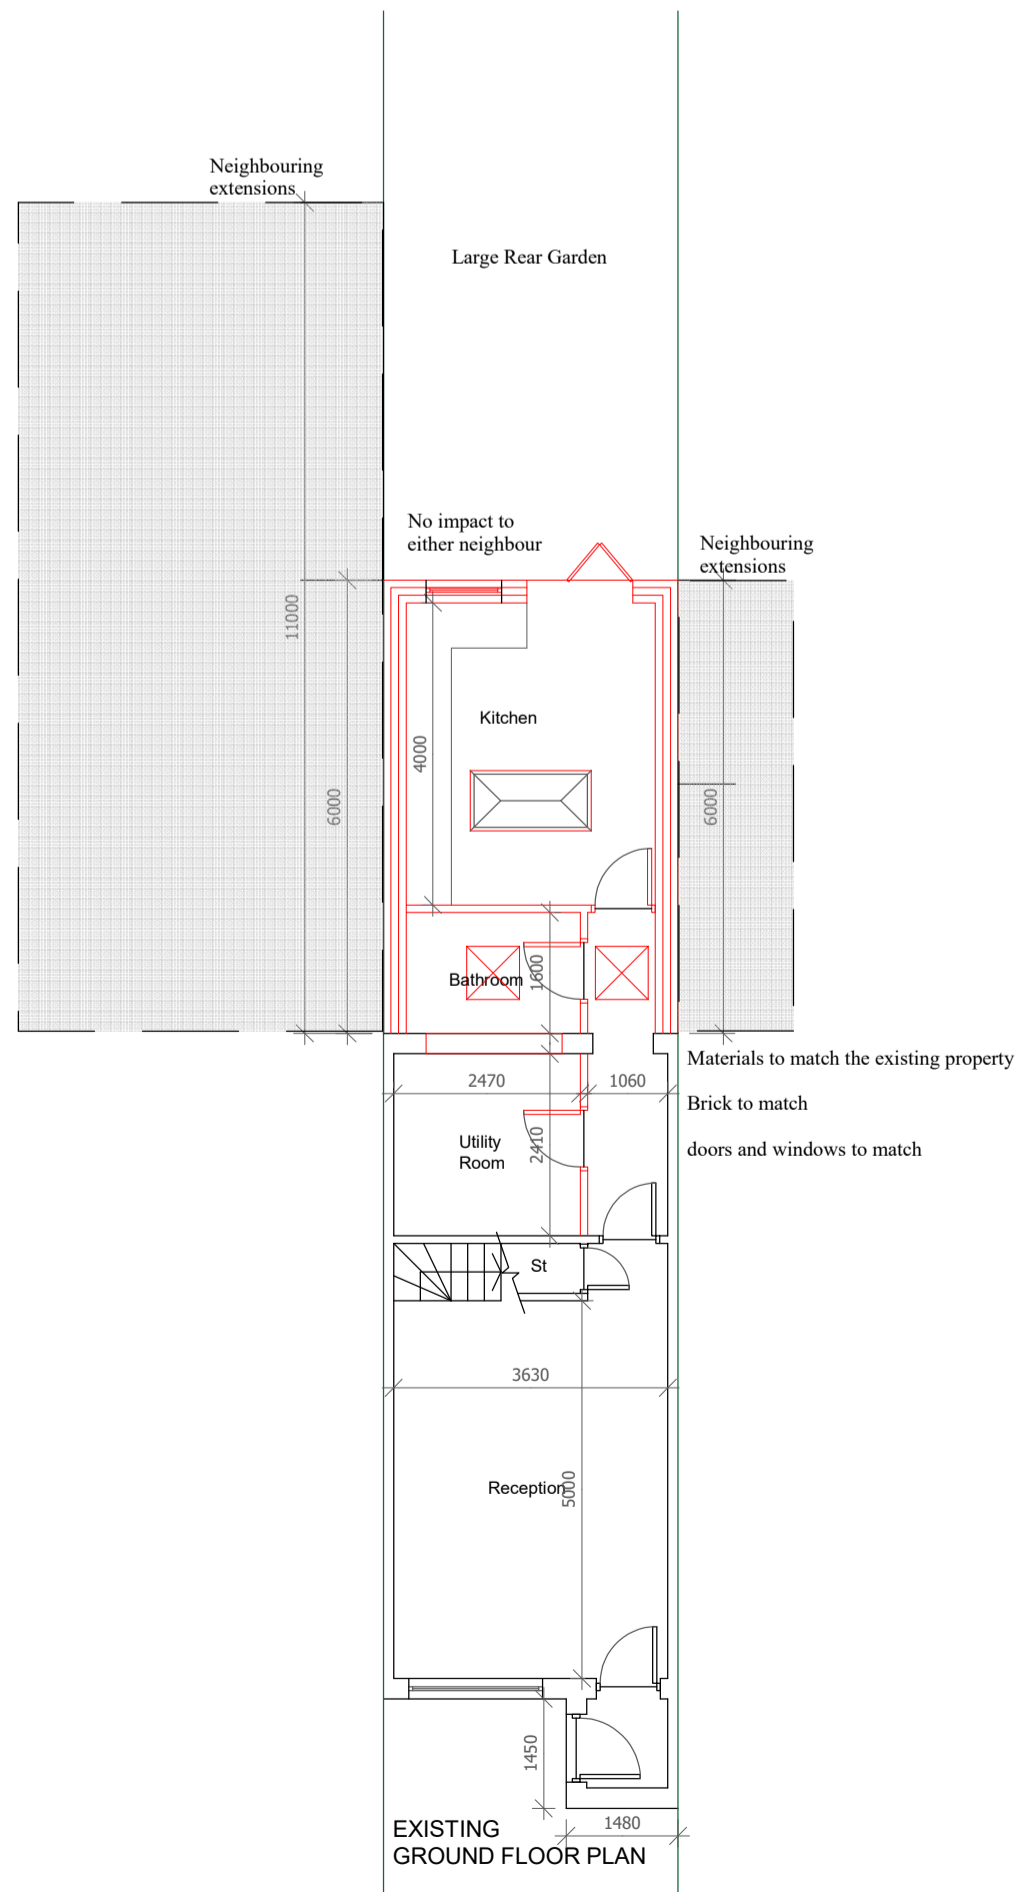 Neighbouring
extensions
Large Rear Garden
No impact to
either neighbour
Neighbouring
extensions
11000
6000
4000
Kitchen
6000
Bathroom
1600
Materials to match the existing property
2470
1060
Brick to match
Utility
Room
2410
doors and windows to match
St
3630
Reception
5000
1450
1480
EXISTING
GROUND FLOOR PLAN